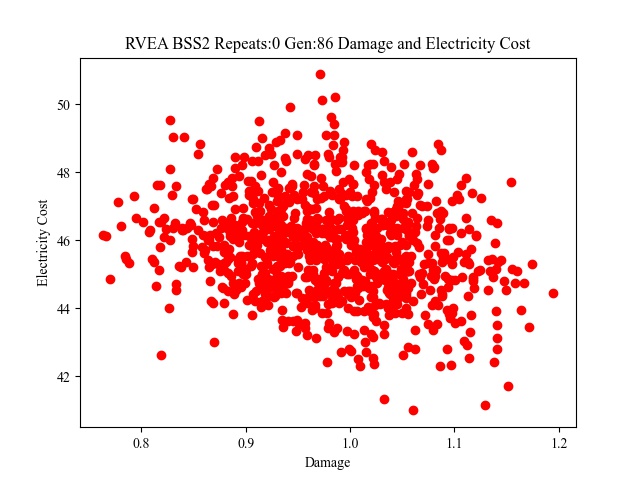 RVEA BSS2 Repeats:0 Gen:86 Damage and Electricity Cost
50
48
46
44
42
Electricity Cost
0.8 0.9 1.0 1.1 1.2
Damage